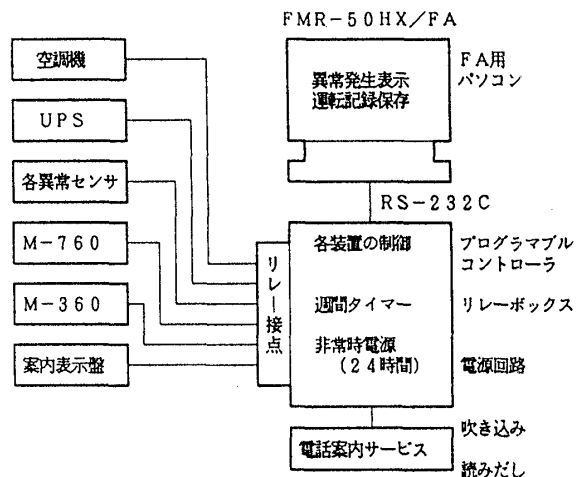 FMR-50HX/FA
空調機
UPS
各異常センサ
M-760
M-360
案内表示盤
異常発生表示
運転記録保存
FA用
パソコン
RS-232C
リレー接点
各装置の制御
週間タイマー
非常時電源
(24時間)
プログラマブル
コントローラ
リレーボックス
電源回路
電話案内サービス
吹き込み
読みだし